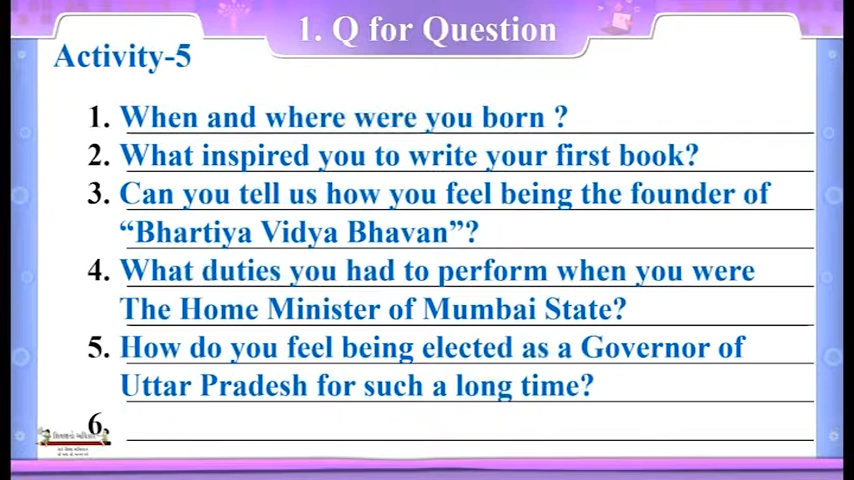 1. Q for Question
Activity-5
1. When and where were you born ?
2. What inspired you to write your first book?
3. Can you tell us how you feel being the founder of
“Bhartiya Vidya Bhavan”?
4. What duties you had to perform when you were
The Home Minister of Mumbai State?
5. How do you feel being elected as a Governor of
Uttar Pradesh for such a long time?
6.